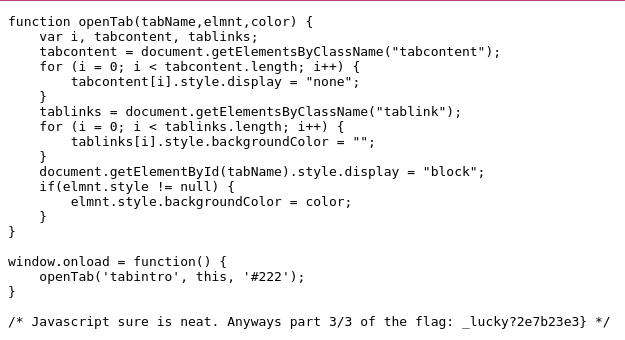 function openTab(tabName,elmnt,color) {
    var i, tabcontent, tablinks;
    tabcontent = document.getElementsByClassName("tabcontent");
    for (i = 0; i < tabcontent.length; i++) {
        tabcontent[i].style.display = "none";
    }
    tablinks = document.getElementsByClassName("tablink");
    for (i = 0; i < tablinks.length; i++) {
        tablinks[i].style.backgroundColor = "";
    }
    document.getElementById(tabName).style.display = "block";
    if(elmnt.style != null) {
        elmnt.style.backgroundColor = color;
    }
}

window.onload = function() {
    openTab('tabintro', this, '#222');
}

/* Javascript sure is neat. Anyways part 3/3 of the flag: _lucky?2e7b23e3} */